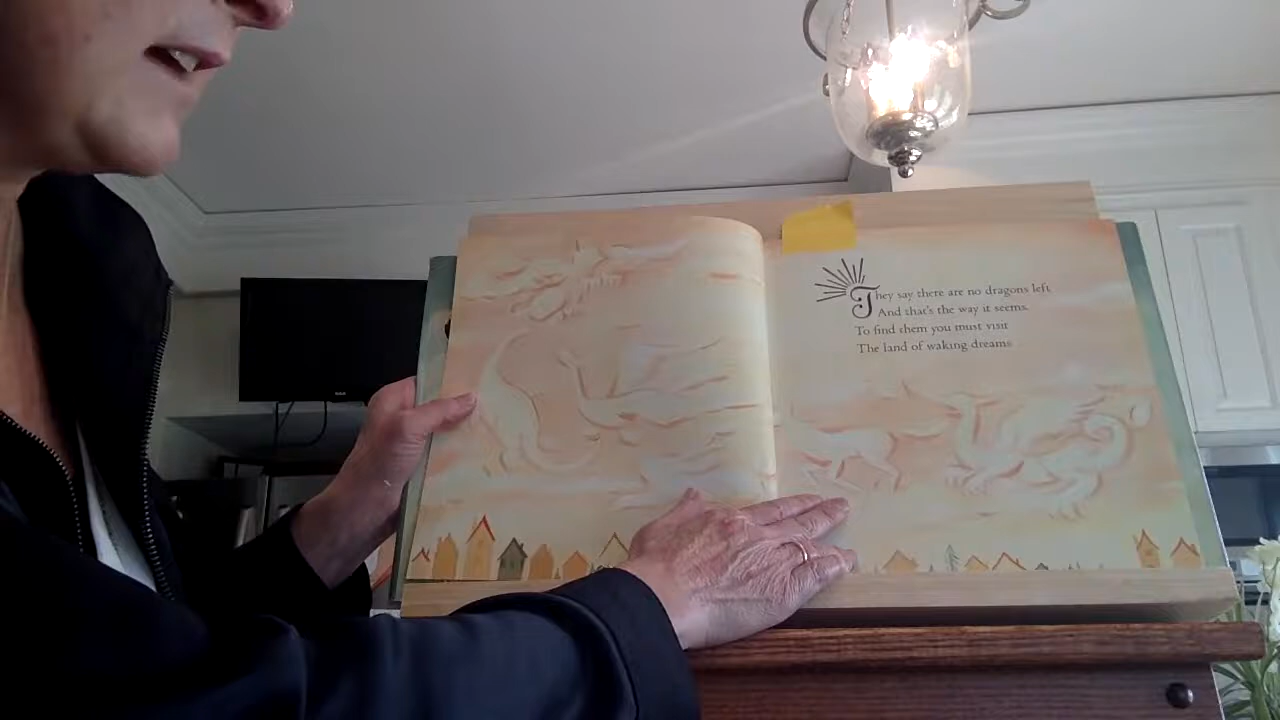 They say there are no dragons left,
And that's the way it seems.
To find them you must visit
The land of waking dreams